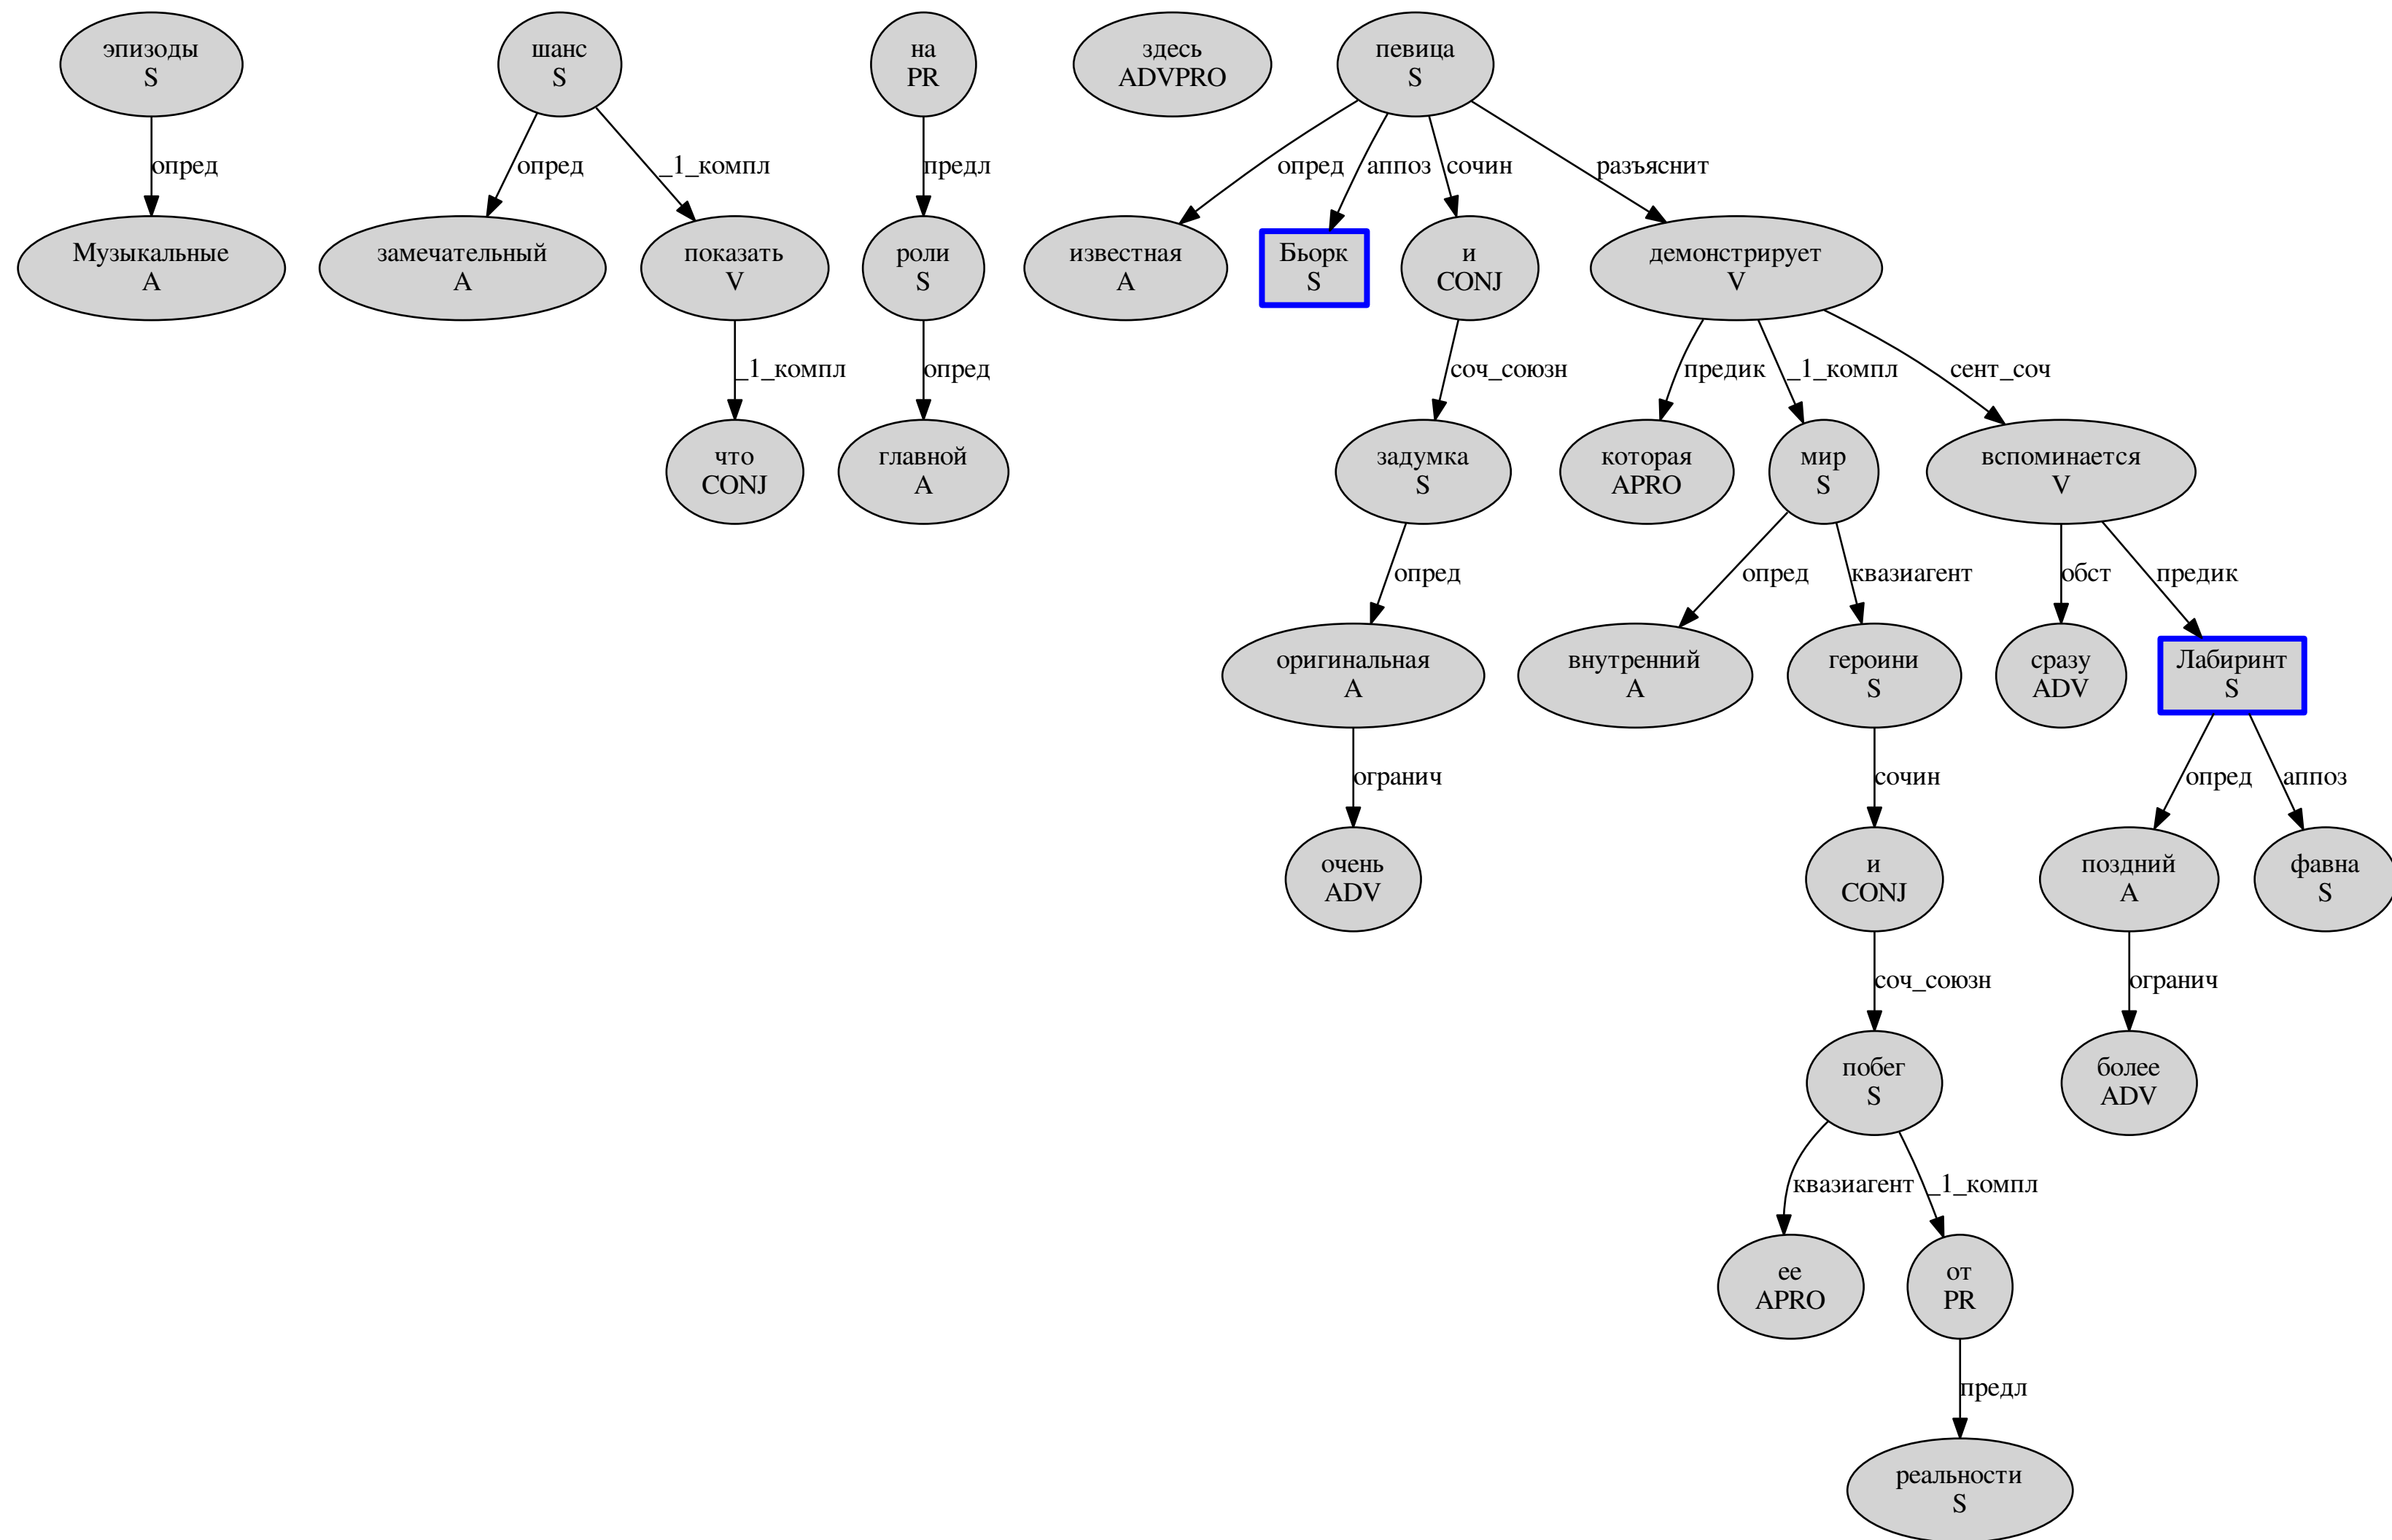 эпизоды
S
шанс
S
на
PR
здесь
ADVPRO
певица
S
опред
опред
_1_компл
предл
опред
аппоз
сочин
разъяснит
Музыкальные
A
замечательный
A
показать
V
роли
S
известная
A
Бьорк
S
и
CONJ
демонстрирует
V
_1_компл
опред
соч_союзн
предик
_1_компл
сент_соч
что
CONJ
главной
A
задумка
S
которая
APRO
мир
S
вспоминается
V
опред
опред
квазиагент
обст
предик
оригинальная
A
внутренний
A
героини
S
сразу
ADV
Лабиринт
S
огранич
сочин
опред
аппоз
очень
ADV
и
CONJ
поздний
A
фавна
S
соч_союзн
огранич
побег
S
более
ADV
квазиагент
_1_компл
ее
APRO
от
PR
предл
реальности
S